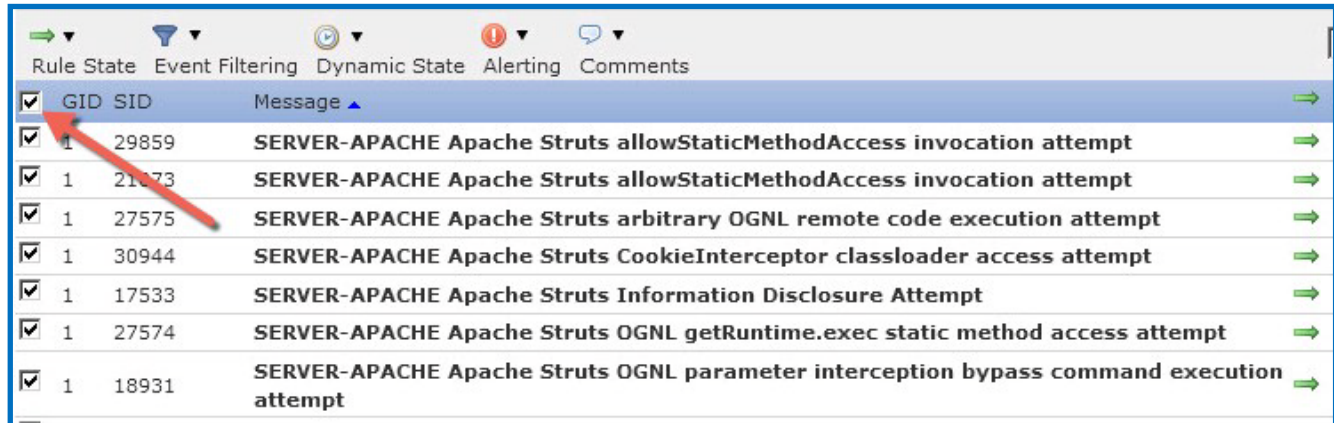 Rule State Event Filtering Dynamic State Alerting Comments
GID SID Message
1 29859 SERVER-APACHE Apache Struts allowStaticMethodAccess invocation attempt
1 SERVER-APACHE Apache Struts allowStaticMethodAccess invocation attempt
1 27575 SERVER-APACHE Apache Struts arbitrary OGNL remote code execution attempt
1 30944 SERVER-APACHE Apache Struts CookieInterceptor classloader access attempt
1 17533 SERVER-APACHE Apache Struts Information Disclosure Attempt
1 27574 SERVER-APACHE Apache Struts OGNL getRuntime.exec static method access attempt
1 18931 SERVER-APACHE Apache Struts OGNL parameter interception bypass command execution
attempt